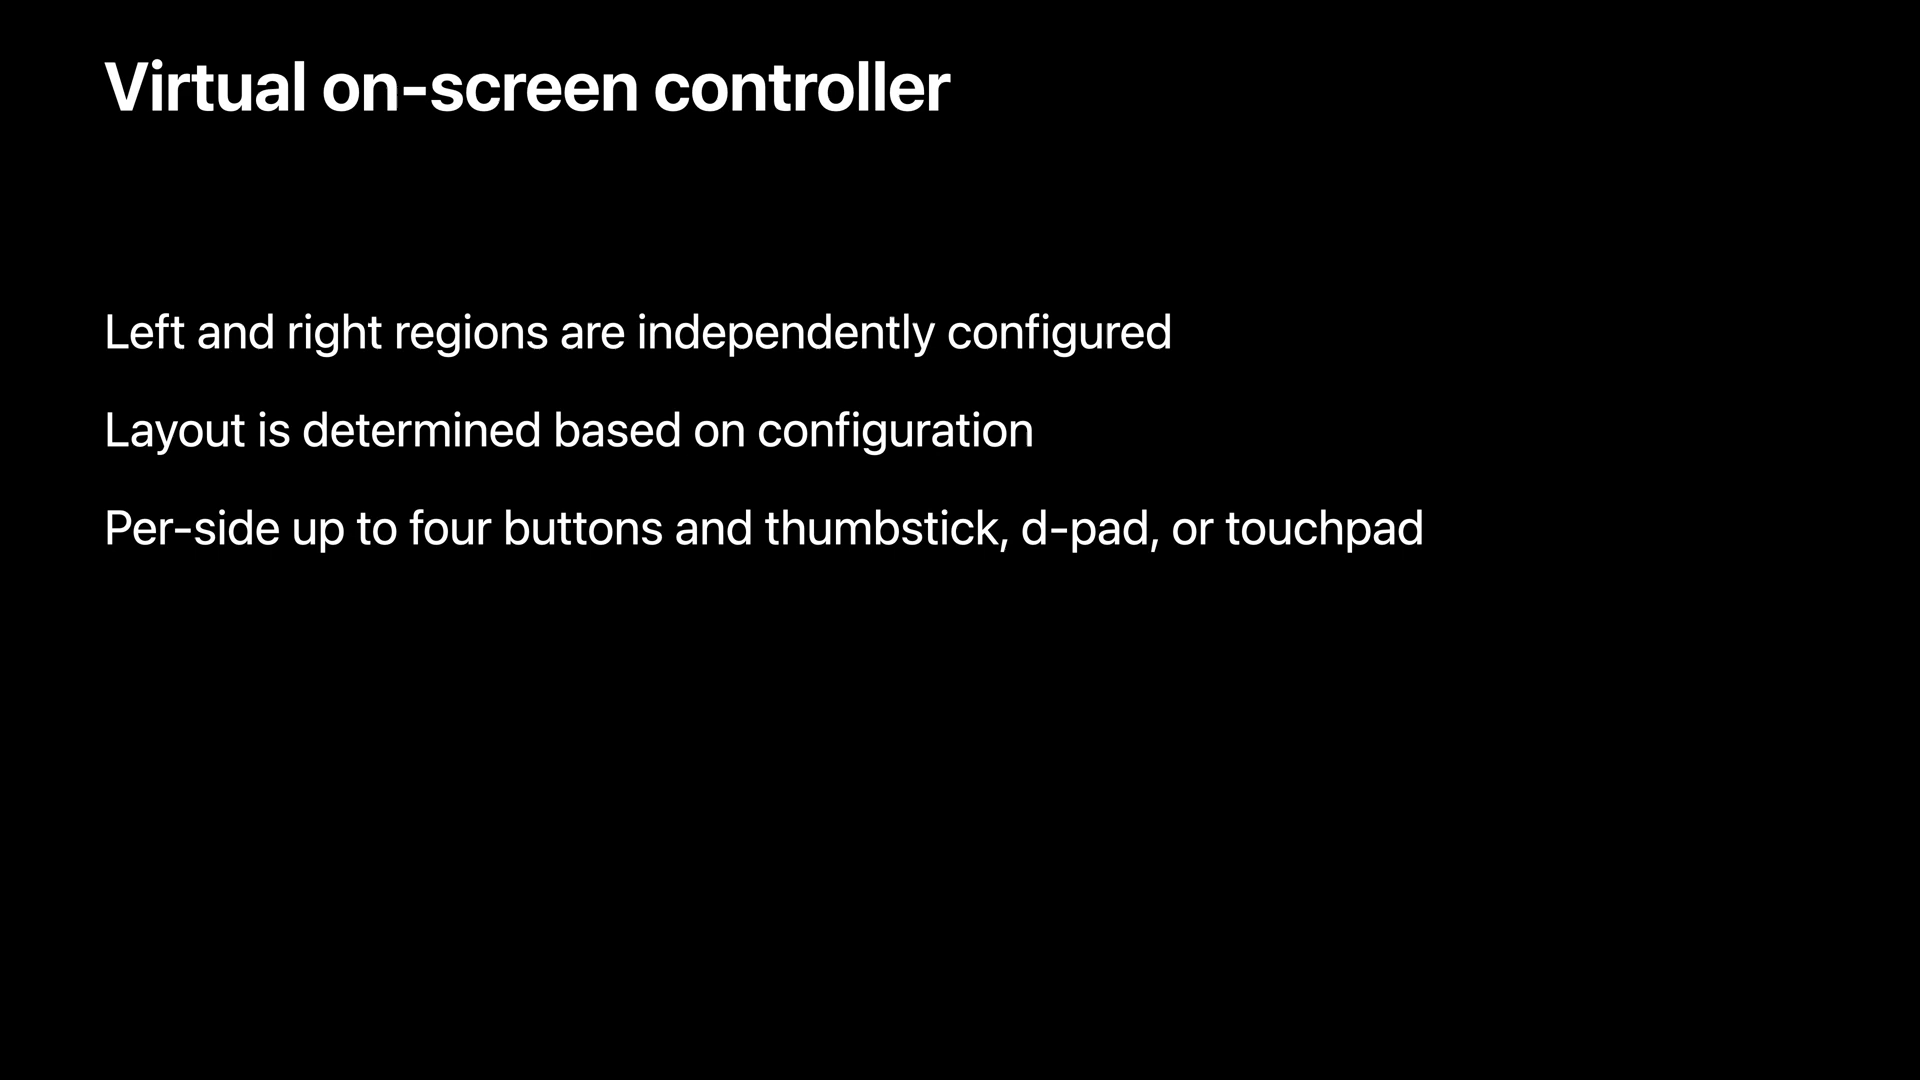 Virtual on-screen controller
Left and right regions are independently configured
Layout is determined based on configuration
Per-side up to four buttons and thumbstick, d-pad, or touchpad